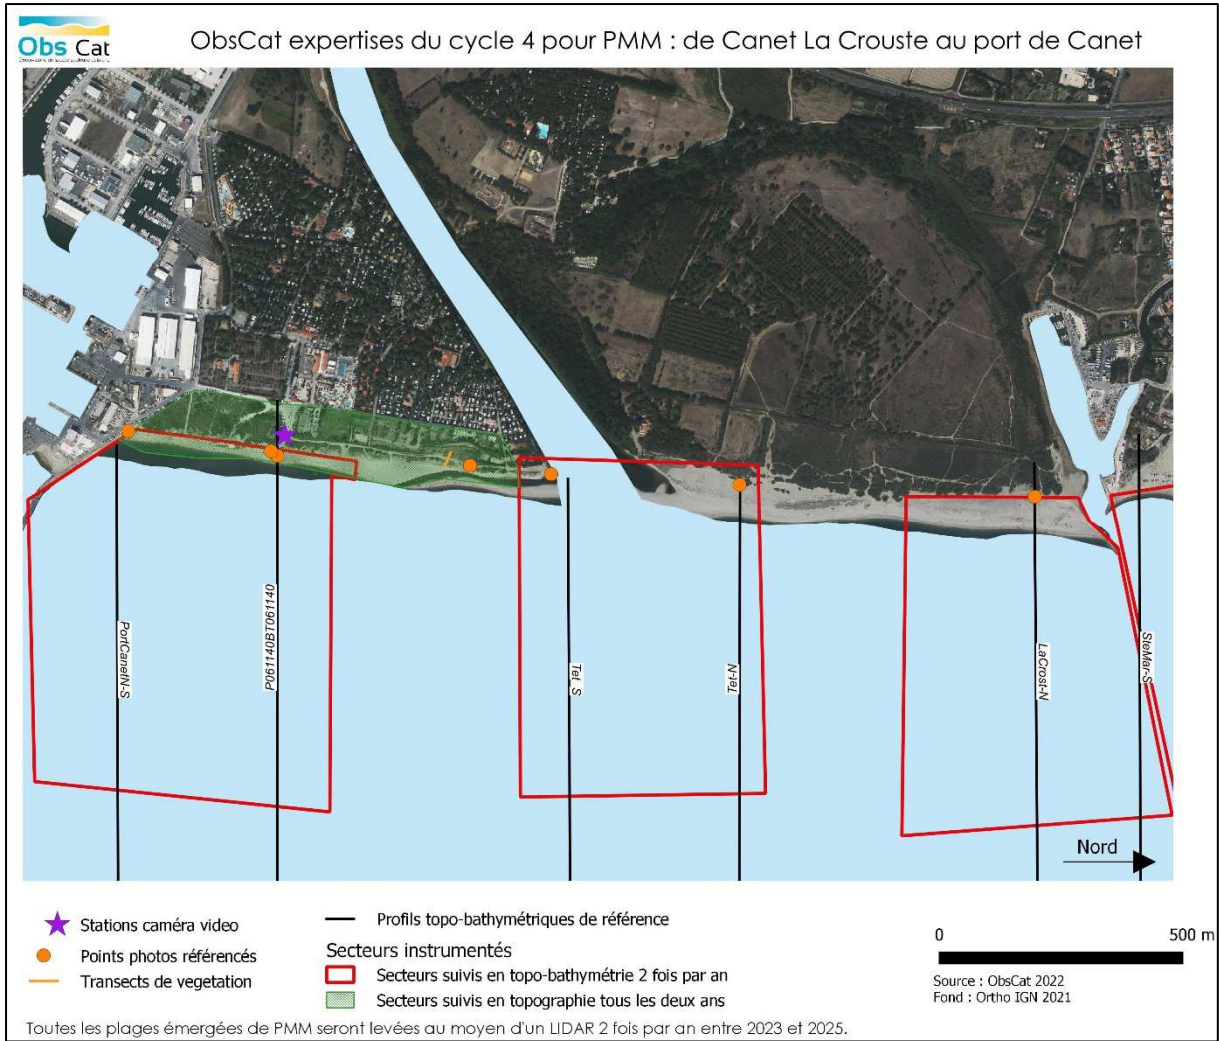 Obs Cat
ObsCat expertises du cycle 4 pour PMM : de Canet La Crouste au port de Canet
PortCanetN-S
P061140BT061140
Tet_S
Tet-N
LaCrost-N
SteMar-S
Nord
Stations caméra video
Points photos référencés
Transects de vegetation
Profils topo-bathymétriques de référence
Secteurs instrumentés
Secteurs suivis en topo-bathymétrie 2 fois par an
Secteurs suivis en topographie tous les deux ans
0 500 m
Source : ObsCat 2022
Fond : Ortho IGN 2021
Toutes les plages émergées de PMM seront levées au moyen d'un LIDAR 2 fois par an entre 2023 et 2025.